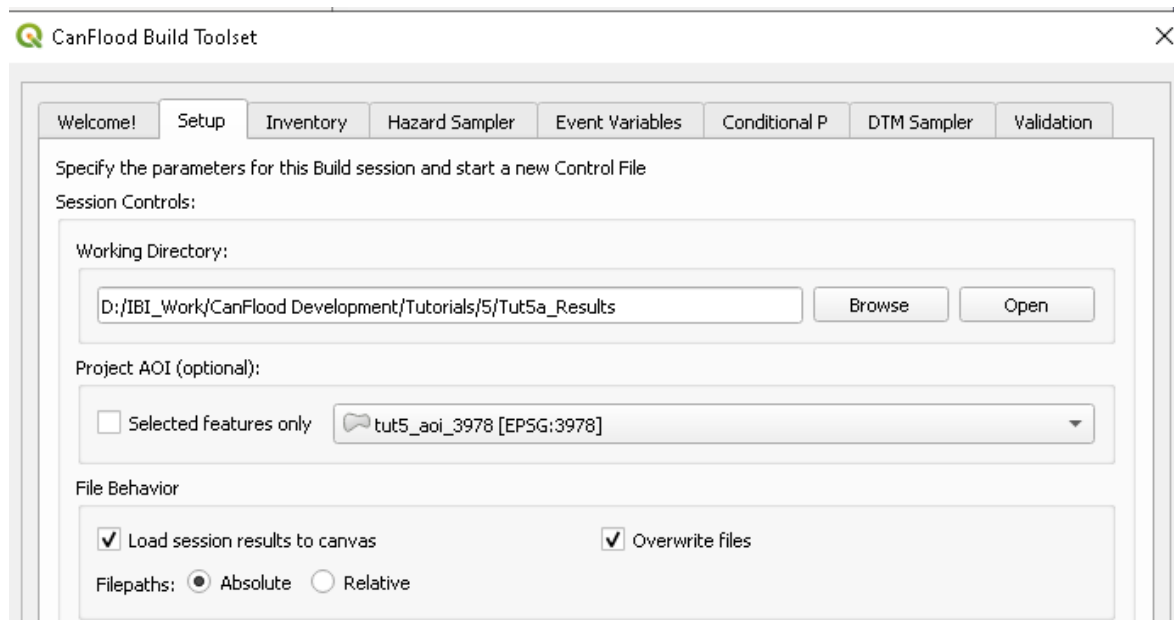 CanFlood Build Toolset
Welcome! Setup Inventory Hazard Sampler Event Variables Conditional P DTM Sampler Validation
Specify the parameters for this Build session and start a new Control File
Session Controls:
Working Directory:
D:/IBI_Work/CanFlood Development/Tutorials/5/Tut5a_Results Browse Open
Project AOI (optional):
Selected features only tut5_aoi_3978 [EPSG:3978]
File Behavior
Load session results to canvas Overwrite files
Filepaths: Absolute Relative